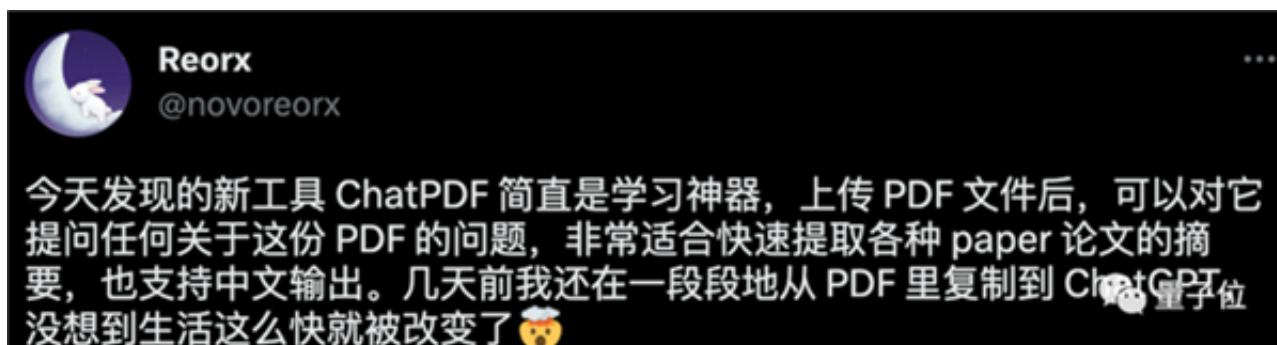 Reorx
@novoreorx
今天发现的新工具 ChatPDF 简直是学习神器，上传 PDF 文件后，可以对它
提问任何关于这份 PDF 的问题，非常适合快速提取各种 paper 论文的摘
要，也支持中文输出。几天前我还在一段段地从 PDF 里复制到 ChatGPT，
没想到生活这么快就被改变了🤯
量子位